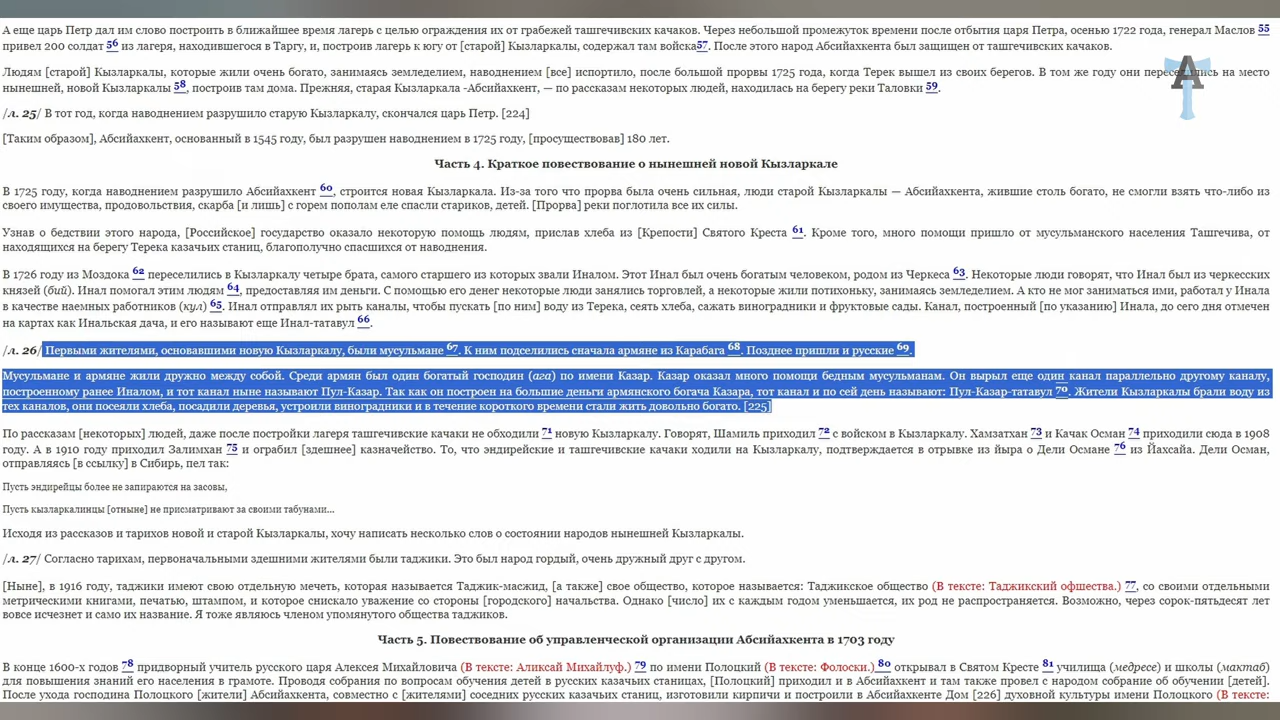 А еще царь Петр дал им слово построить в ближайшее время лагерь с целью ограждения их от грабежей ташгечивских качаков. Через небольшой промежуток времени после отбытия царя Петра, осенью 1722 года, генерал Маслов 55
привел 200 солдат 56 из лагеря, находившегося в Таргу, и, построив лагерь к югу от [старой] Кызларкалы, содержал там войска57. После этого народ Абсийахкента был защищен от ташгечивских качаков.
Людям [старой] Кызларкалы, которые жили очень богато, занимаясь земледелием, наводнением [все] испортило, после большой прорвы 1725 года, когда Терек вышел из своих берегов. В том же году они переселились на место
нынешней, новой Кызларкалы 58, построив там дома. Прежняя, старая Кызларкала -Абсийахкент, — по рассказам некоторых людей, находилась на берегу реки Таловки 59.
/л. 25/ В тот год, когда наводнением разрушило старую Кызларкалу, скончался царь Петр. [224]
[Таким образом], Абсийахкент, основанный в 1545 году, был разрушен наводнением в 1725 году, [просуществовав] 180 лет.
Часть 4. Краткое повествование о нынешней новой Кызларкале
В 1725 году, когда наводнением разрушило Абсийахкент 60, строится новая Кызларкала. Из-за того что прорва была очень сильная, люди старой Кызларкалы — Абсийахкента, жившие столь богато, не смогли взять что-либо из
своего имущества, продовольствия, скарба [и лишь] с горем пополам еле спасли стариков, детей. [Прорва] реки поглотила все их силы.
Узнав о бедствии этого народа, [Российское] государство оказало некоторую помощь людям, прислав хлеба из [Крепости] Святого Креста 61. Кроме того, много помощи пришло от мусульманского населения Ташгечива, от
находящихся на берегу Терека казачьих станиц, благополучно спасшихся от наводнения.
В 1726 году из Моздока 62 переселились в Кызларкалу четыре брата, самого старшего из которых звали Иналом. Этот Инал был очень богатым человеком, родом из Черкеса 63. Некоторые люди говорят, что Инал был из черкесских
князей (бий). Инал помогал этим людям 64, предоставляя им деньги. С помощью его денег некоторые люди занялись торговлей, а некоторые жили потихоньку, занимаясь земледелием. А кто не мог заниматься ими, работал у Инала
в качестве наемных работников (кул) 65. Инал отправлял их рыть каналы, чтобы пускать [по ним] воду из Терека, сеять хлеба, сажать виноградники и фруктовые сады. Канал, построенный [по указанию] Инала, до сего дня отмечен
на картах как Инальская дача, и его называют еще Инал-татавул 66.
/л. 26/ Первыми жителями, основавшими новую Кызларкалу, были мусульмане 67. К ним подселились сначала армяне из Карабага 68. Позднее пришли и русские 69.
Мусульмане и армяне жили дружно между собой. Среди армян был один богатый господин (ага) по имени Казар. Казар оказал много помощи бедным мусульманам. Он вырыл еще один канал параллельно другому каналу,
построенному ранее Иналом, и тот канал ныне называют Пул-Казар. Так как он построен на большие деньги армянского богача Казара, тот канал и по сей день называют: Пул-Казар-татавул 70. Жители Кызларкалы брали воду из
тех каналов, они посеяли хлеба, посадили деревья, устроили виноградники и в течение короткого времени стали жить довольно богато. [225]
По рассказам [некоторых] людей, даже после постройки лагеря ташгечивские качаки не обходили 71 новую Кызларкалу. Говорят, Шамиль приходил 72 с войском в Кызларкалу. Хамзатхан 73 и Качак Осман 74 приходили сюда в 1908
году. А в 1910 году приходил Залимхан 75 и ограбил [здешнее] казначейство. То, что эндирейские и ташгечивские качаки ходили на Кызларкалу, подтверждается в отрывке из йыра о Дели Османе 76 из Йахсайа. Дели Осман,
отправляясь [в ссылку] в Сибирь, пел так:
Пусть эндирейцы более не запираются на засовы,
Пусть кызларкалинцы [отныне] не присматривают за своими табунами...
Исходя из рассказов и тарихов новой и старой Кызларкалы, хочу написать несколько слов о состоянии народов нынешней Кызларкалы.
/л. 27/ Согласно тарихам, первоначальными здешними жителями были таджики. Это был народ гордый, очень дружный друг с другом.
[Ныне], в 1916 году, таджики имеют свою отдельную мечеть, которая называется Таджик-масжид, [а также] свое общество, которое называется: Таджикское общество (В тексте: Таджикский офшества.) 77, со своими отдельными
метрическими книгами, печатью, штампом, и которое снискало уважение со стороны [городского] начальства. Однако [число] их с каждым годом уменьшается, их род не распространяется. Возможно, через сорок-пятьдесят лет
вовсе исчезнет и само их название. Я тоже являюсь членом упомянутого общества таджиков.
Часть 5. Повествование об управленческой организации Абсийахкента в 1703 году
В конце 1600-х годов 78 придворный учитель русского царя Алексея Михайловича (В тексте: Аликсай Михайлуф.) 79 по имени Полоцкий (В тексте: Фолоски.) 80 открывал в Святом Кресте 81 училища (медресе) и школы (мактаб)
для повышения знаний его населения в грамоте. Проводя собрания по вопросам обучения детей в русских казачьих станицах, [Полоцкий] приходил и в Абсийахкент и там также провел с народом собрание об обучении [детей].
После ухода господина Полоцкого [жители] Абсийахкента, совместно с [жителями] соседних русских казачьих станиц, изготовили кирпичи и построили в Абсийахкенте Дом [226] духовной культуры имени Полоцкого (В тексте: